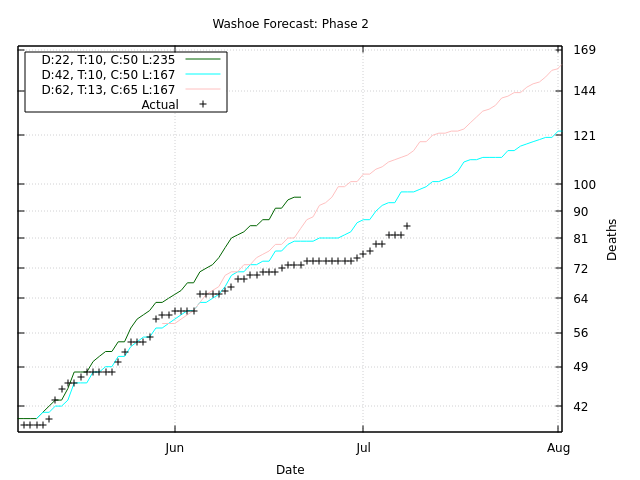 Washoe Forecast: Phase 2
D:22, T:10, C:50 L:235
D:42, T:10, C:50 L:167
D:62, T:13, C:65 L:167
Actual
169
144
121
100
90
81
72
64
56
49
42
Deaths
Jun
Jul
Aug
Date